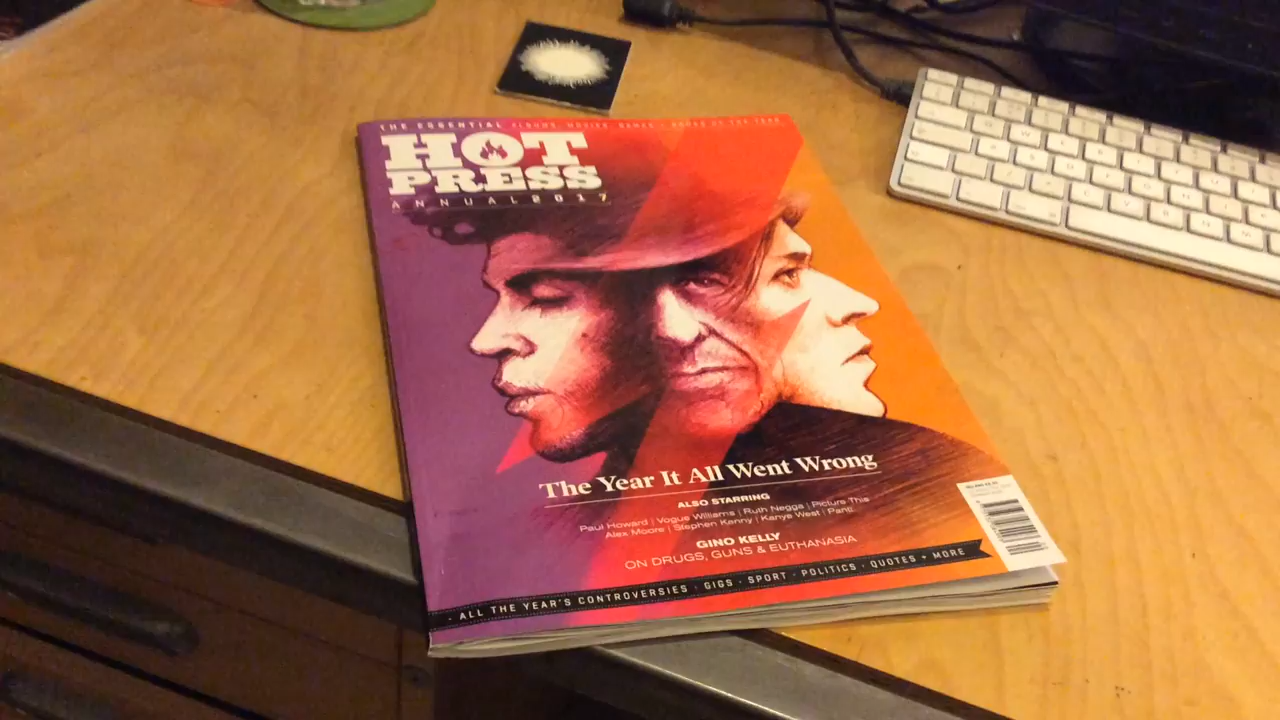 THE ESSENTIAL ALBUMS · MOVIES · GAMES · BOOKS OF THE YEAR
HOT
PRESS
ANNUAL 2017
The Year It All Went Wrong
ALSO STARRING
Paul Howard | Vogue Williams | Ruth Negga | Picture This
Alex Moore | Stephen Kenny | Kanye West | Panti
GINO KELLY
ON DRUGS, GUNS & EUTHANASIA
· ALL THE YEAR'S CONTROVERSIES · GIGS · SPORT · POLITICS · QUOTES + MORE